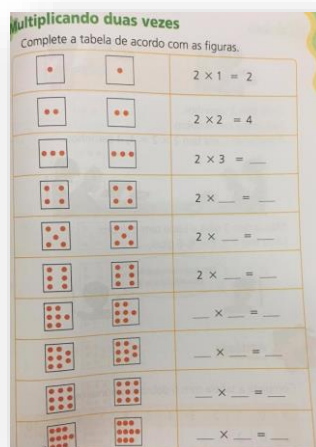 Multiplicando duas vezes
Complete a tabela de acordo com as figuras.
2 × 1 = 2
2 × 2 = 4
2 × 3 = ___
2 × ___ = ___
2 × ___ = ___
2 × ___ = ___
___ × ___ = ___
___ × ___ = ___
___ × ___ = ___
___ × ___ = ___